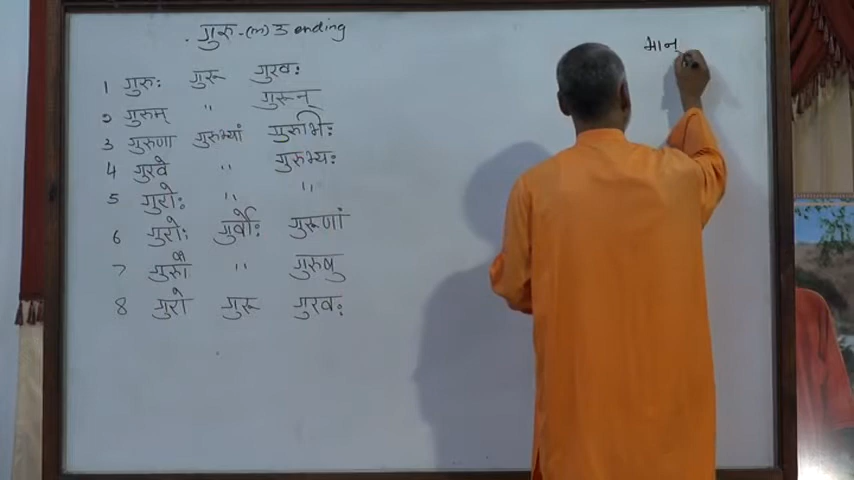 . गुरु - (m) उ ending
1 गुरुः गुरू गुरवः
2 गुरुम् " गुरून्
3 गुरुणा गुरुभ्यां गुरुभिः
4 गुरवे " गुरुभ्यः
5 गुरोः " "
6 गुरोः गुर्वोः गुरूणां
7 " गुरुषु
8 गुरो गुरू गुरवः
भान्